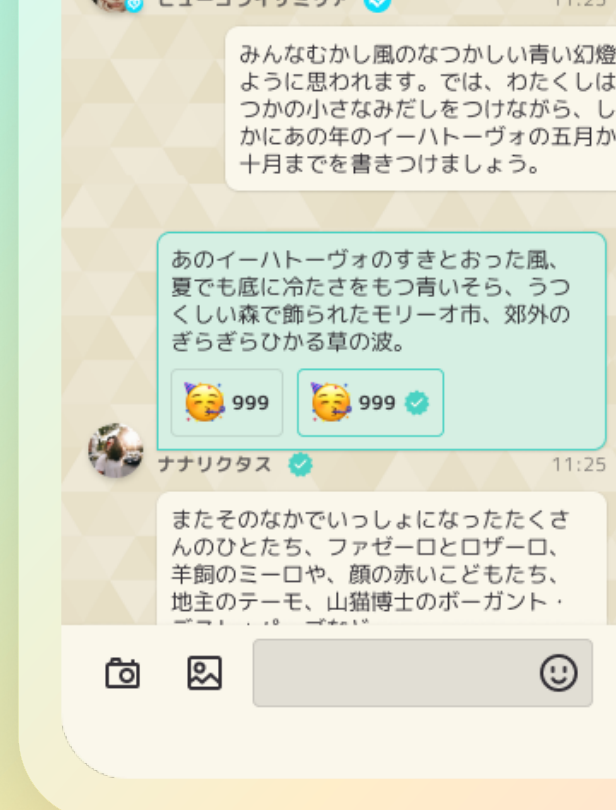 11:25
みんなむかし風のなつかしい青い幻燈
ように思われます。では、わたくしは
つかの小さなみだしをつけながら、し
かにあの年のイーハトーヴォの五月か
十月までを書きつけましょう。
あのイーハトーヴォのすきとおった風、
夏でも底に冷たさをもつ青いそら、うつ
くしい森で飾られたモリーオ市、郊外の
ぎらぎらひかる草の波。
999 999
ナナリクタス 11:25
またそのなかでいっしょになったたくさ
んのひとたち、ファゼーロとロザーロ、
羊飼のミーロや、顔の赤いこどもたち、
地主のテーモ、山猫博士のボーガント・